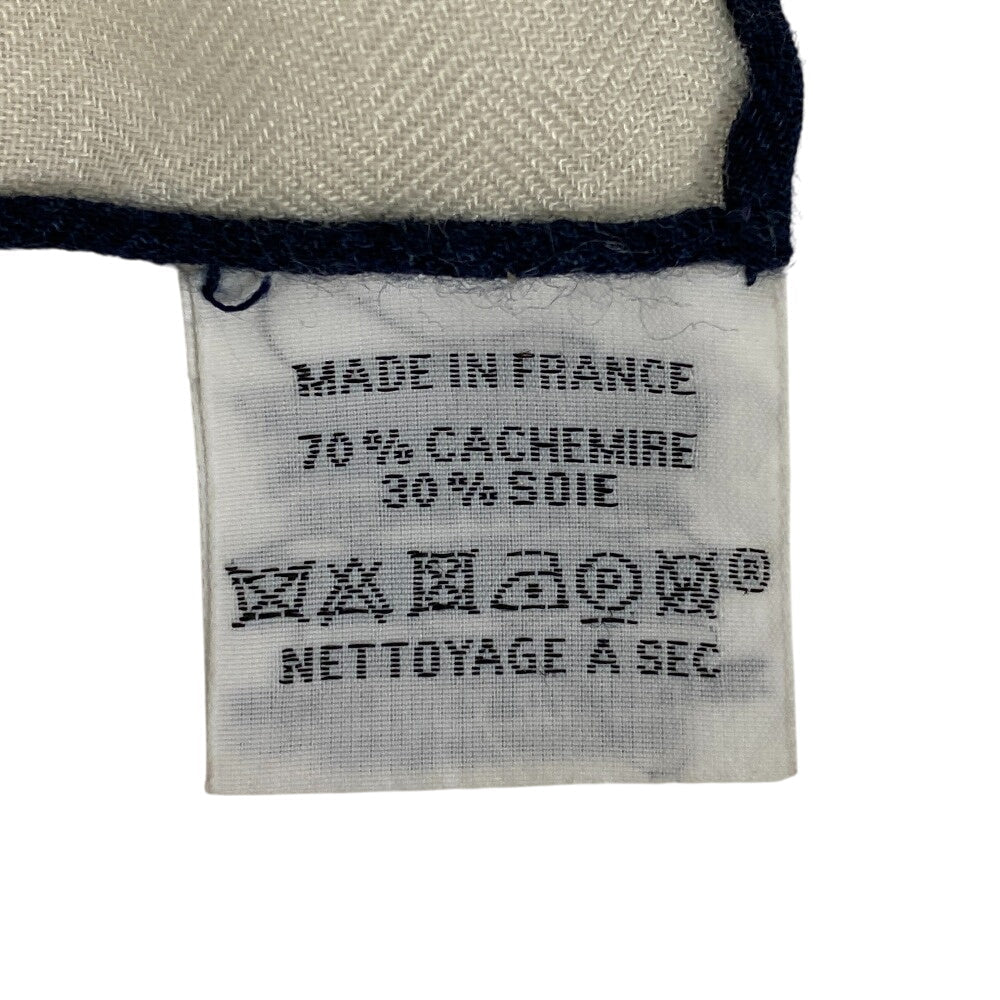 MADE IN FRANCE
70% CACHEMIRE
30% SOIE
P ®
NETTOYAGE À SEC